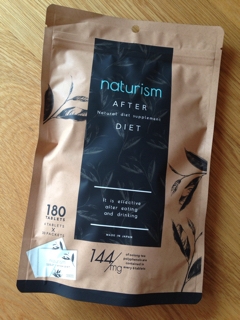 naturism
AFTER
Natural diet supplement
DIET
It is effective
after eating
and drinking
MADE IN JAPAN
180
TABLETS
X
144/mg